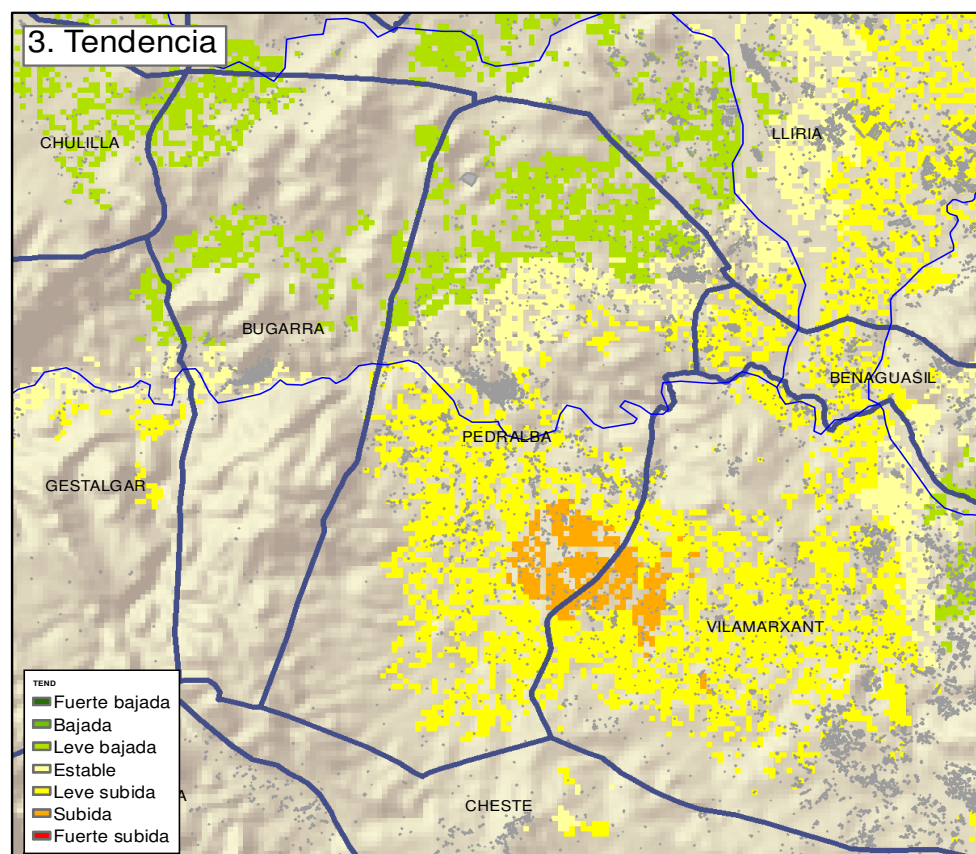 3. Tendencia
CHULILLA
LLIRIA
BUGARRA
BENAGUASIL
PEDRALBA
GESTALGAR
VILAMARXANT
TEND
Fuerte bajada
Bajada
Leve bajada
Estable
Leve subida
Subida
Fuerte subida
A
CHESTE